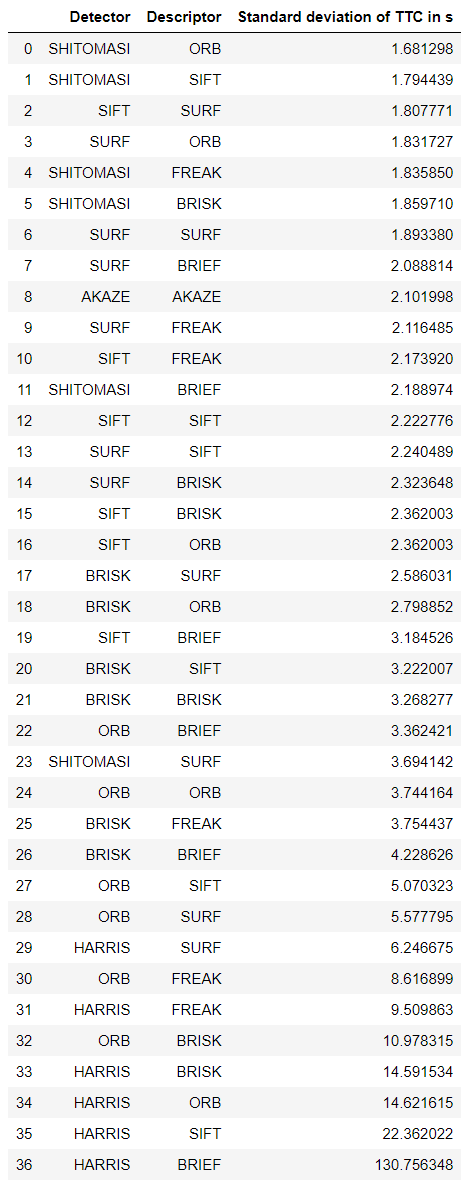 Detector Descriptor Standard deviation of TTC in s
0 SHITOMASI ORB 1.681298
1 SHITOMASI SIFT 1.794439
2 SIFT SURF 1.807771
3 SURF ORB 1.831727
4 SHITOMASI FREAK 1.835850
5 SHITOMASI BRISK 1.859710
6 SURF SURF 1.893380
7 SURF BRIEF 2.088814
8 AKAZE AKAZE 2.101998
9 SURF FREAK 2.116485
10 SIFT FREAK 2.173920
11 SHITOMASI BRIEF 2.188974
12 SIFT SIFT 2.222776
13 SURF SIFT 2.240489
14 SURF BRISK 2.323648
15 SIFT BRISK 2.362003
16 SIFT ORB 2.362003
17 BRISK SURF 2.586031
18 BRISK ORB 2.798852
19 SIFT BRIEF 3.184526
20 BRISK SIFT 3.222007
21 BRISK BRISK 3.268277
22 ORB BRIEF 3.362421
23 SHITOMASI SURF 3.694142
24 ORB ORB 3.744164
25 BRISK FREAK 3.754437
26 BRISK BRIEF 4.228626
27 ORB SIFT 5.070323
28 ORB SURF 5.577795
29 HARRIS SURF 6.246675
30 ORB FREAK 8.616899
31 HARRIS FREAK 9.509863
32 ORB BRISK 10.978315
33 HARRIS BRISK 14.591534
34 HARRIS ORB 14.621615
35 HARRIS SIFT 22.362022
36 HARRIS BRIEF 130.756348